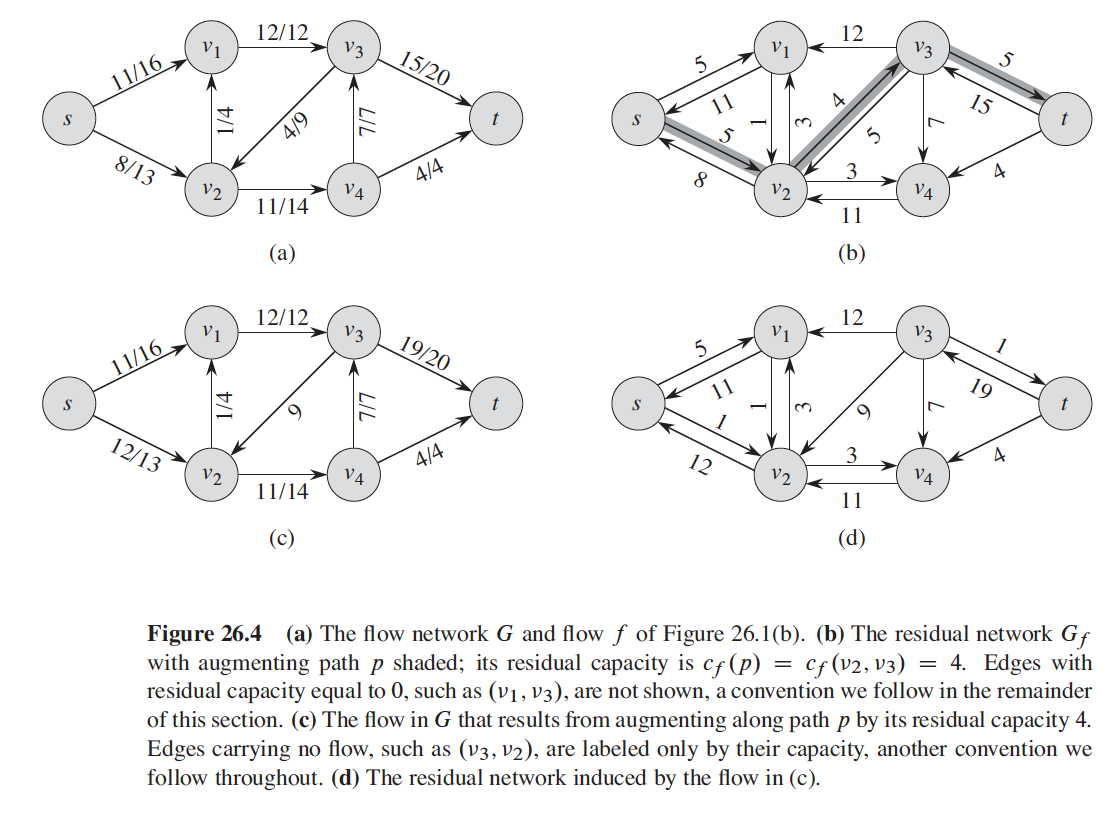 12/12
v1
v3
11/16
15/20
s
1/4
4/9
7/7
t
8/13
4/4
v2
v4
11/14
(a)
12
v1
v3
5
5
11
4
15
s
5
1
3
5
7
t
8
3
4
v2
v4
11
(b)
12/12
v1
v3
11/16
19/20
s
1/4
9
7/7
t
12/13
4/4
v2
v4
11/14
(c)
12
v1
v3
5
1
11
19
s
1
1
3
9
7
t
12
3
4
v2
v4
11
(d)
Figure 26.4 (a) The flow network G and flow f of Figure 26.1(b). (b) The residual network Gf
with augmenting path p shaded; its residual capacity is cf(p) = cf(v2, v3) = 4. Edges with
residual capacity equal to 0, such as (v1, v3), are not shown, a convention we follow in the remainder
of this section. (c) The flow in G that results from augmenting along path p by its residual capacity 4.
Edges carrying no flow, such as (v3, v2), are labeled only by their capacity, another convention we
follow throughout. (d) The residual network induced by the flow in (c).